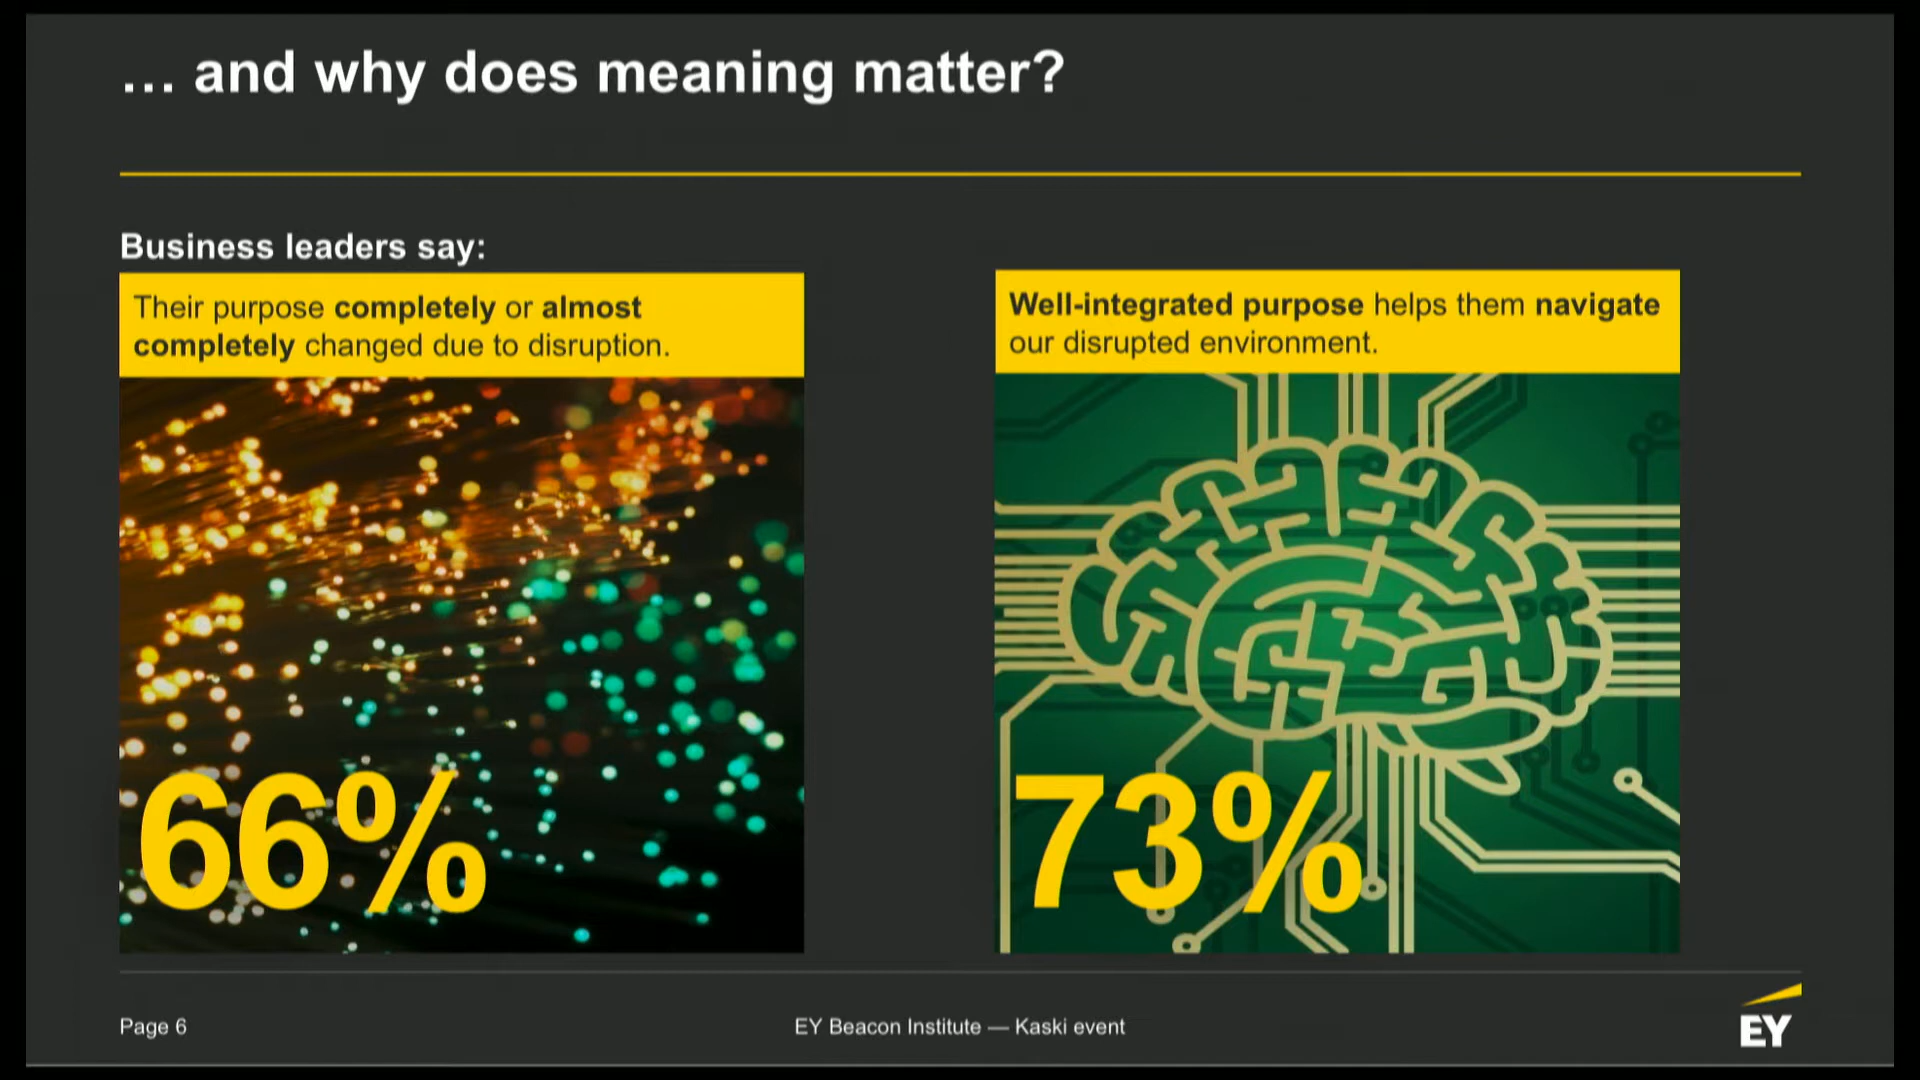 … and why does meaning matter?
Business leaders say:
Their purpose completely or almost
completely changed due to disruption.
66%
Well-integrated purpose helps them navigate
our disrupted environment.
73%
Page 6
EY Beacon Institute — Kaski event
EY